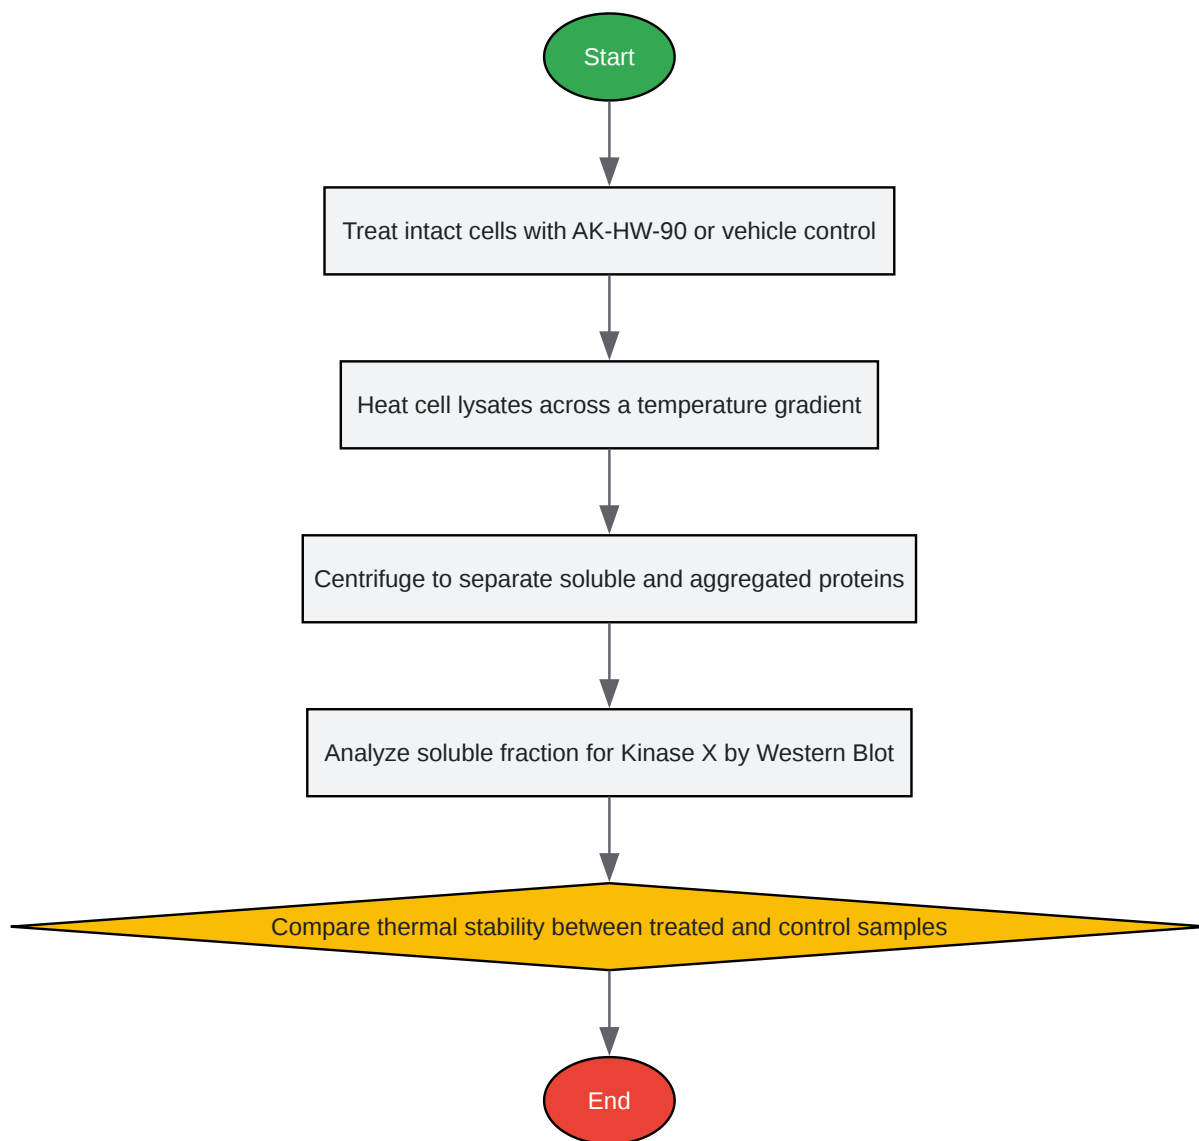 Start
Treat intact cells with AK-HW-90 or vehicle control
Heat cell lysates across a temperature gradient
Centrifuge to separate soluble and aggregated proteins
Analyze soluble fraction for Kinase X by Western Blot
Compare thermal stability between treated and control samples
End